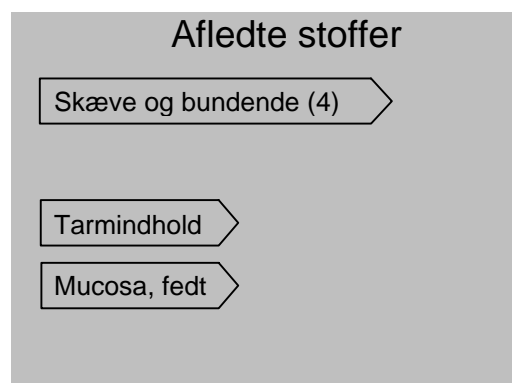 Afledte stoffer
Skæve og bundende (4)
Tarmindhold
Mucosa, fedt